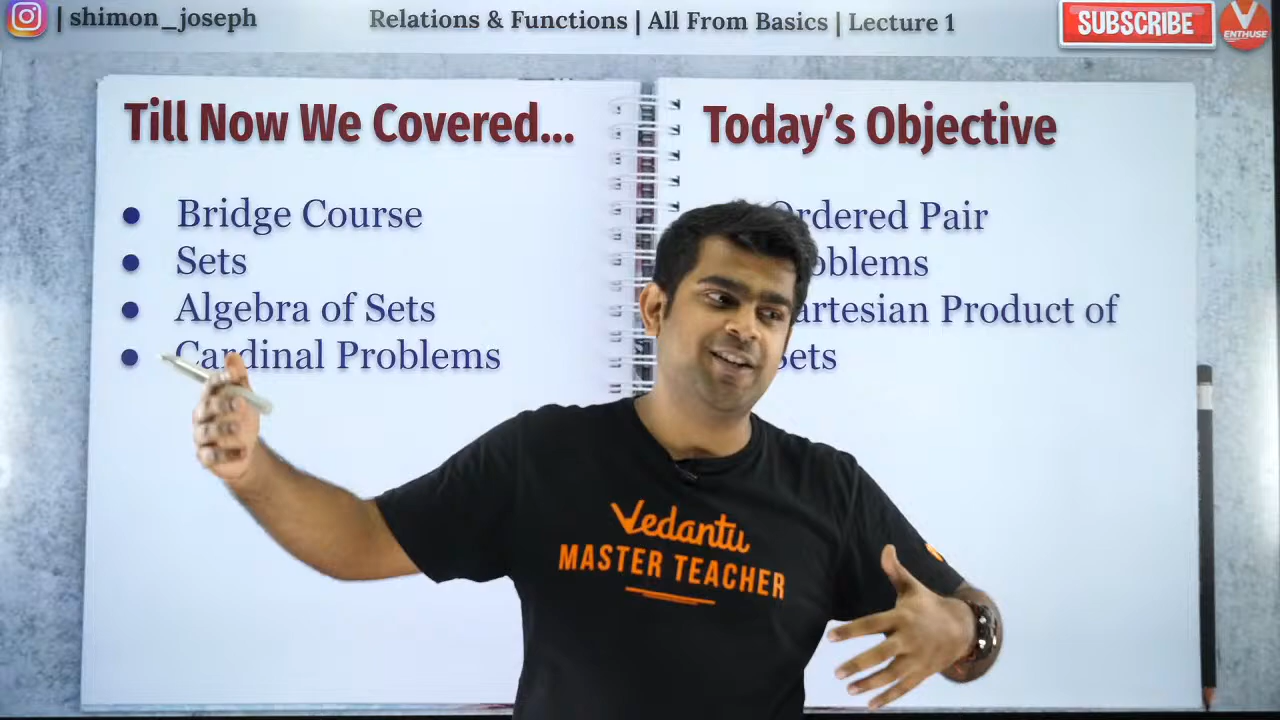 | shimon_joseph
Relations & Functions | All From Basics | Lecture 1
SUBSCRIBE
V
ENTHUSE
Till Now We Covered...
• Bridge Course
• Sets
• Algebra of Sets
• Cardinal Problems
Today's Objective
Ordered Pair
oblems
artesian Product of
Sets
Vedantu
MASTER TEACHER